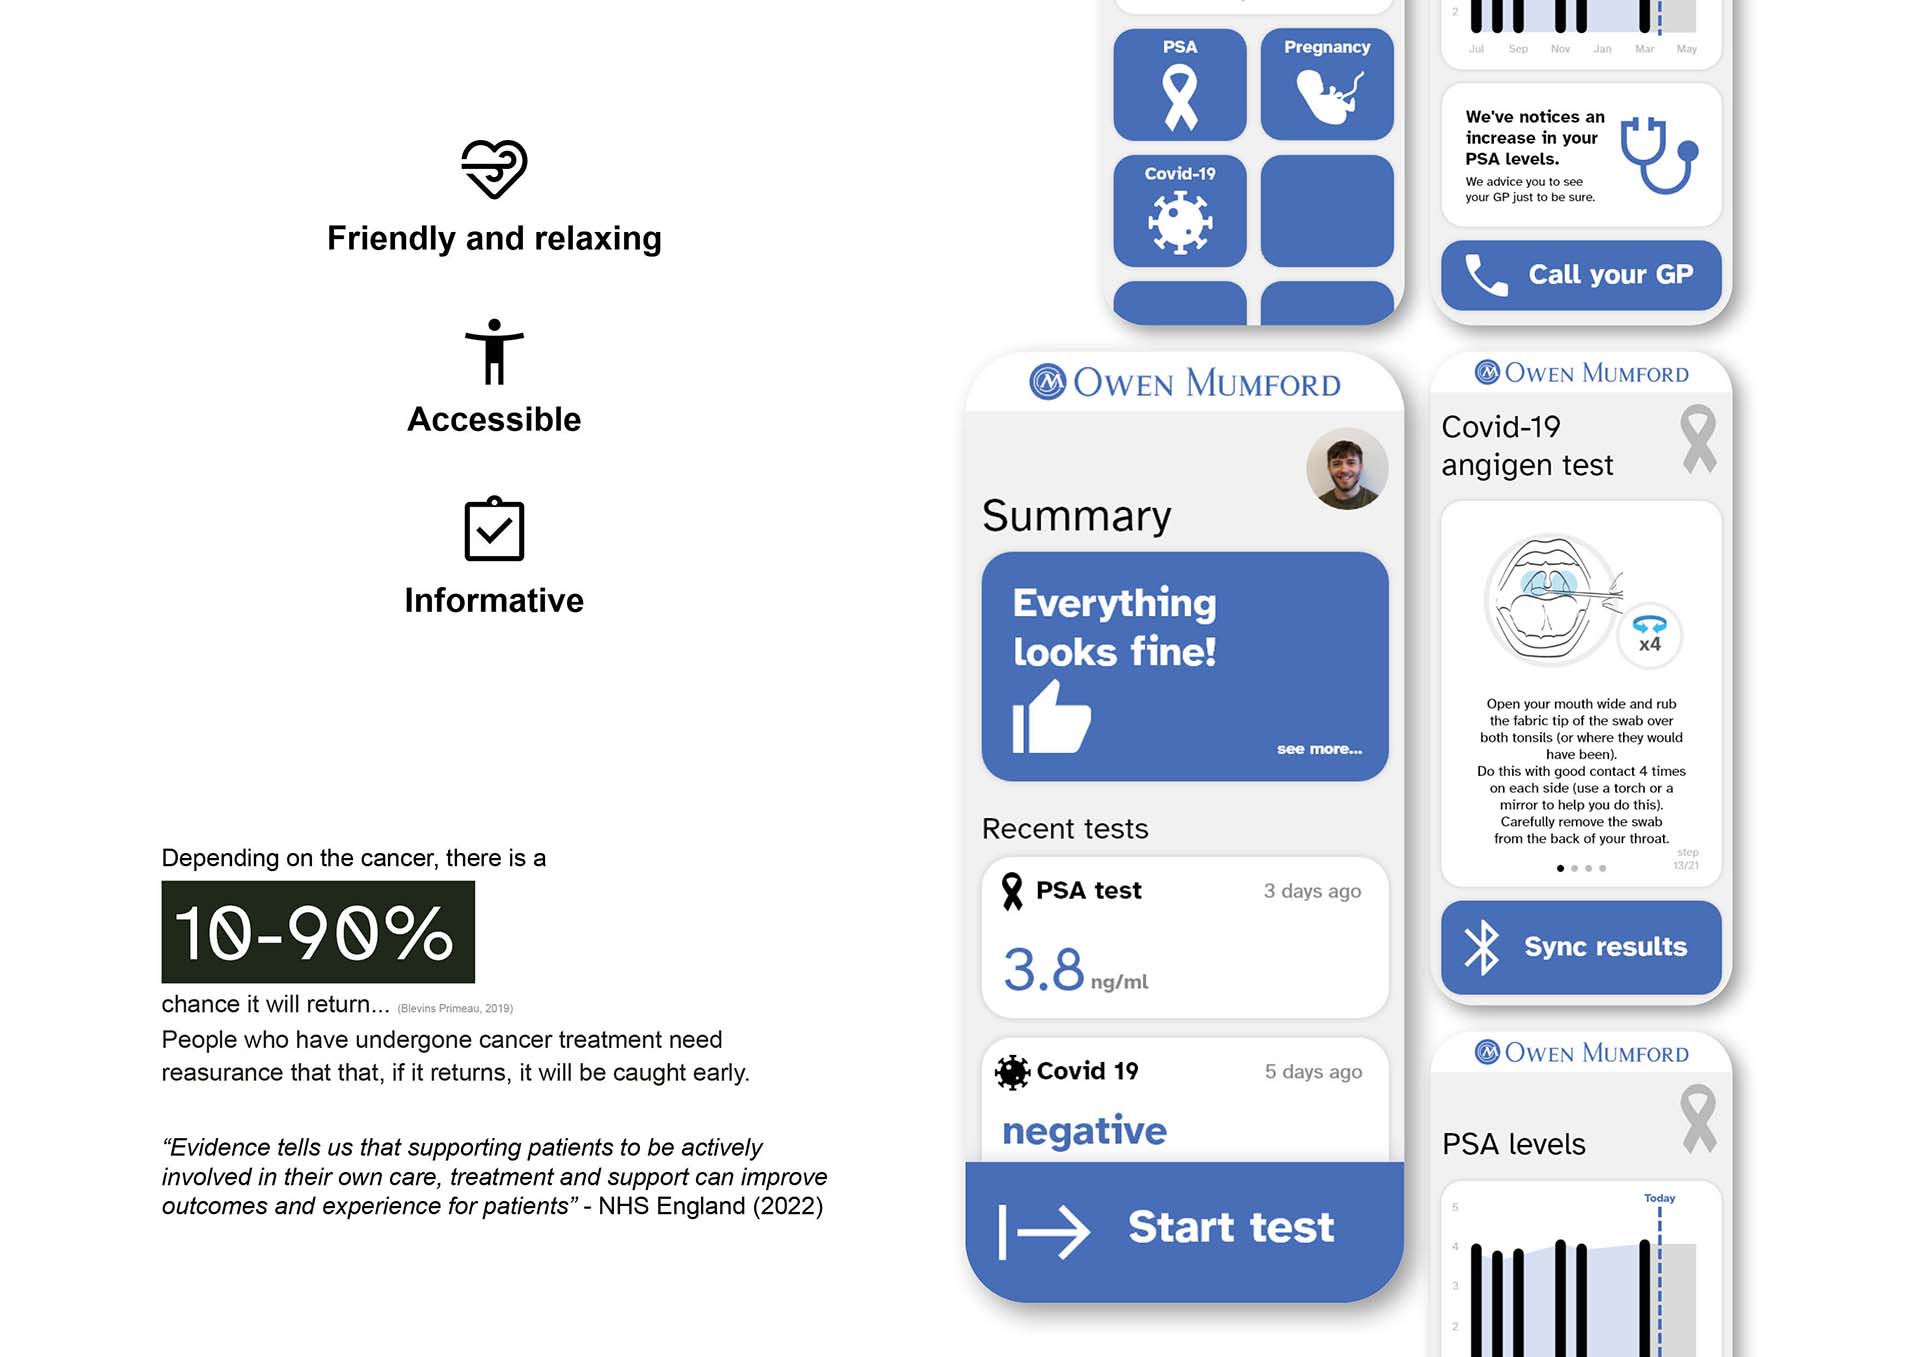 Friendly and relaxing
Accessible
Informative
Depending on the cancer, there is a
10-90%
chance it will return... (Blevins Primeau, 2019)
People who have undergone cancer treatment need
reasurance that that, if it returns, it will be caught early.
“Evidence tells us that supporting patients to be actively
involved in their own care, treatment and support can improve
outcomes and experience for patients” - NHS England (2022)
PSA
Pregnancy
Covid-19
2
Jul Sep Nov Jan Mar May
We've notices an
increase in your
PSA levels.
We advice you to see
your GP just to be sure.
Call your GP
OWEN MUMFORD
Summary
Everything
looks fine!
see more...
Recent tests
PSA test
3 days ago
3.8 ng/ml
Covid 19
5 days ago
negative
Start test
OWEN MUMFORD
Covid-19
angigen test
x4
Open your mouth wide and rub
the fabric tip of the swab over
both tonsils (or where they would
have been).
Do this with good contact 4 times
on each side (use a torch or a
mirror to help you do this).
Carefully remove the swab
from the back of your throat.
step
13/21
Sync results
OWEN MUMFORD
PSA levels
Today
5
4
3
2